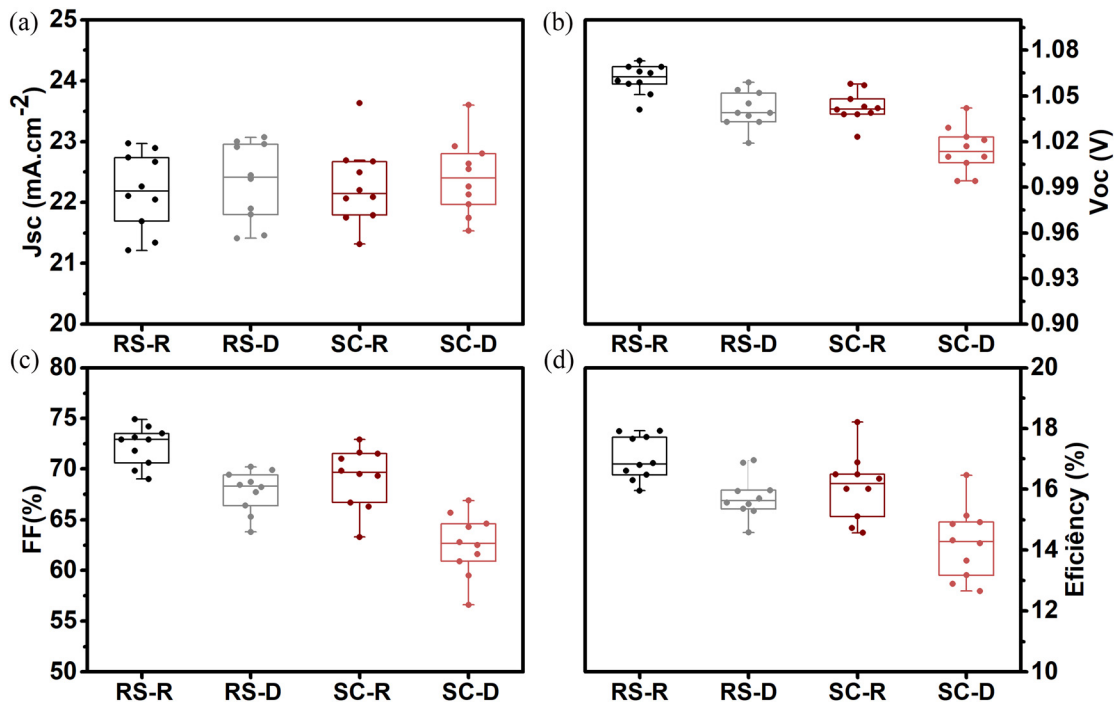 (a)
Jsc (mA.cm⁻²)
25
24
23
22
21
20
RS-R RS-D SC-R SC-D
(b)
1.08
1.05
1.02
0.99
0.96
0.93
0.90
Voc (V)
RS-R RS-D SC-R SC-D
(c)
FF(%)
80
75
70
65
60
55
50
RS-R RS-D SC-R SC-D
(d)
20
18
16
14
12
10
Eficiêncy (%)
RS-R RS-D SC-R SC-D